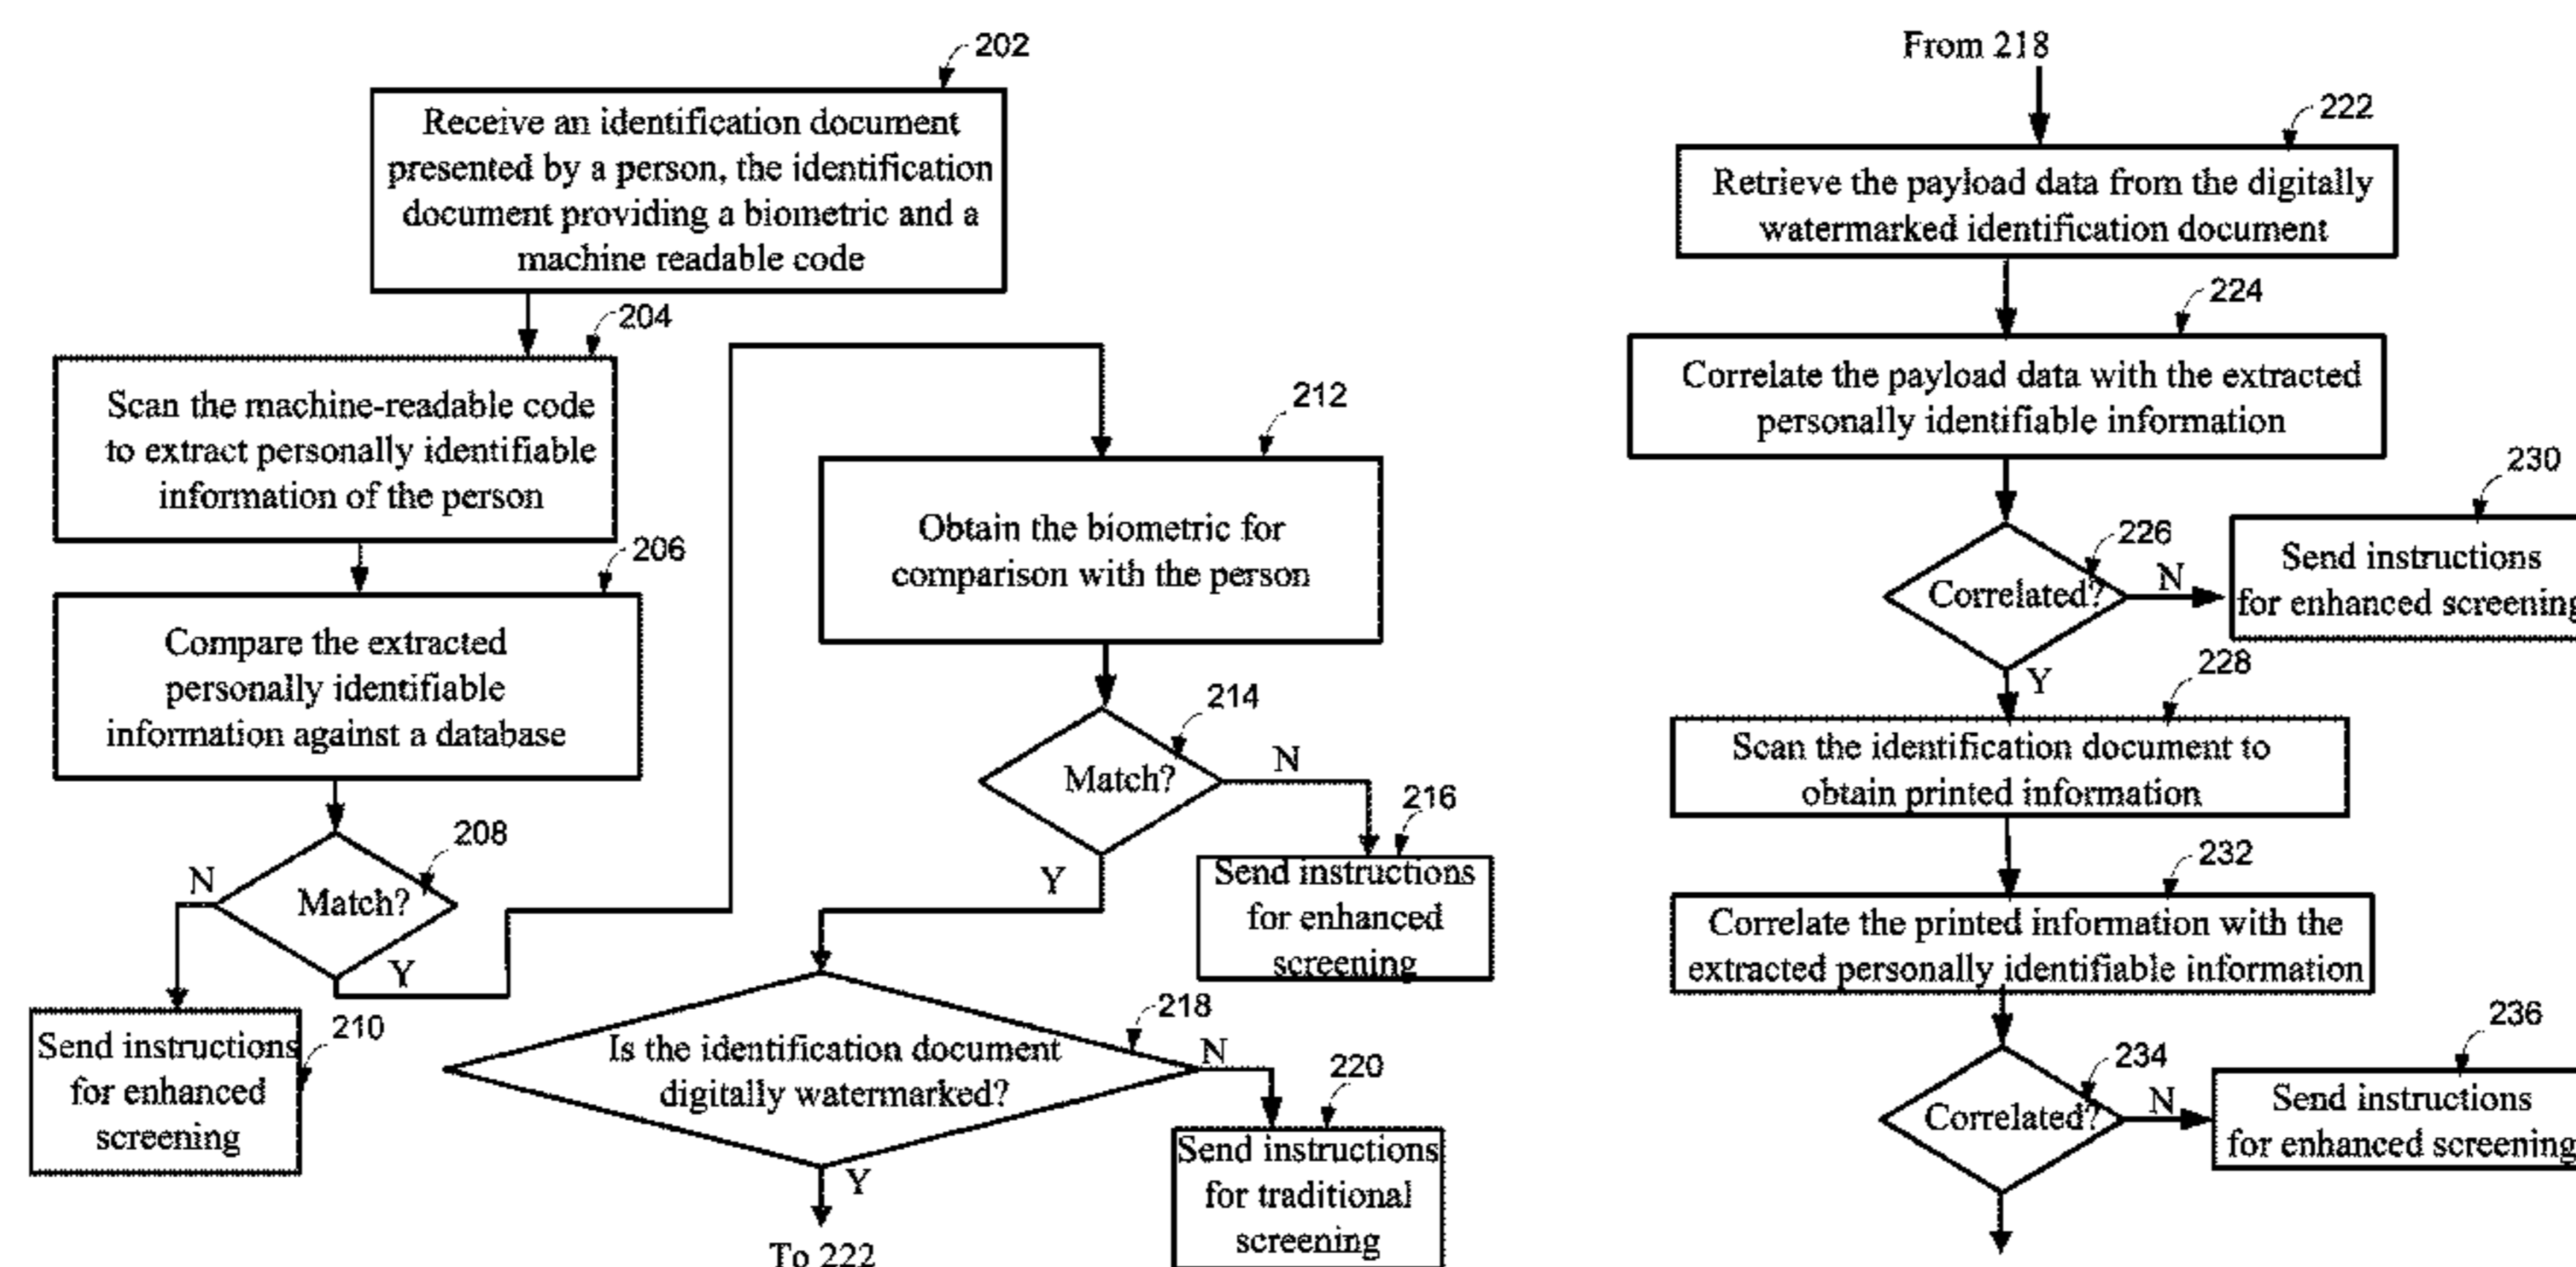 202
Receive an identification document
presented by a person, the identification
document providing a biometric and a
machine readable code
204
Scan the machine-readable code
to extract personally identifiable
information of the person
206
Compare the extracted
personally identifiable
information against a database
208
Match?
N
Y
210
Send instructions
for enhanced
screening
212
Obtain the biometric for
comparison with the person
214
Match?
N
Y
216
Send instructions
for enhanced
screening
218
Is the identification document
digitally watermarked?
N
Y
220
Send instructions
for traditional
screening
To 222
From 218
222
Retrieve the payload data from the digitally
watermarked identification document
224
Correlate the payload data with the extracted
personally identifiable information
226
Correlated?
N
Y
230
Send instructions
for enhanced screening
228
Scan the identification document to
obtain printed information
232
Correlate the printed information with the
extracted personally identifiable information
234
Correlated?
N
236
Send instructions
for enhanced screening